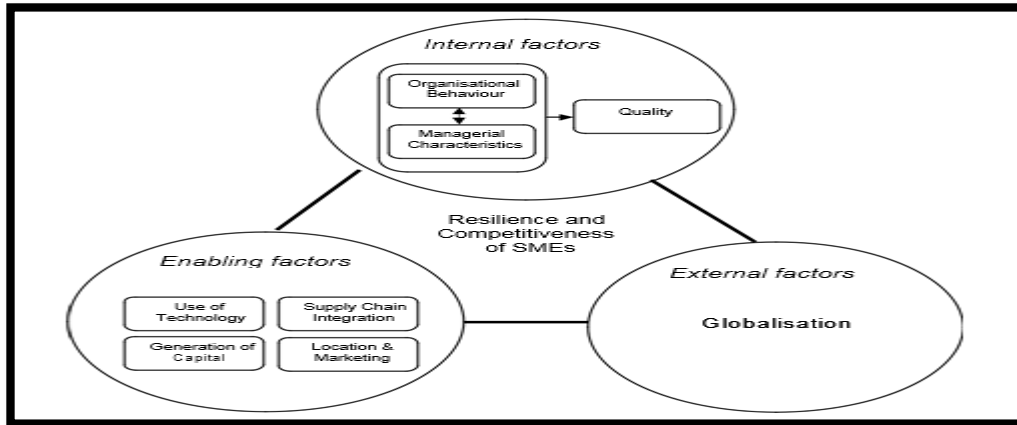 Internal factors
Organisational
Behaviour
Managerial
Characteristics
Quality
Resilience and
Competitiveness
of SMEs
Enabling factors
Use of
Technology
Supply Chain
Integration
Generation of
Capital
Location &
Marketing
External factors
Globalisation